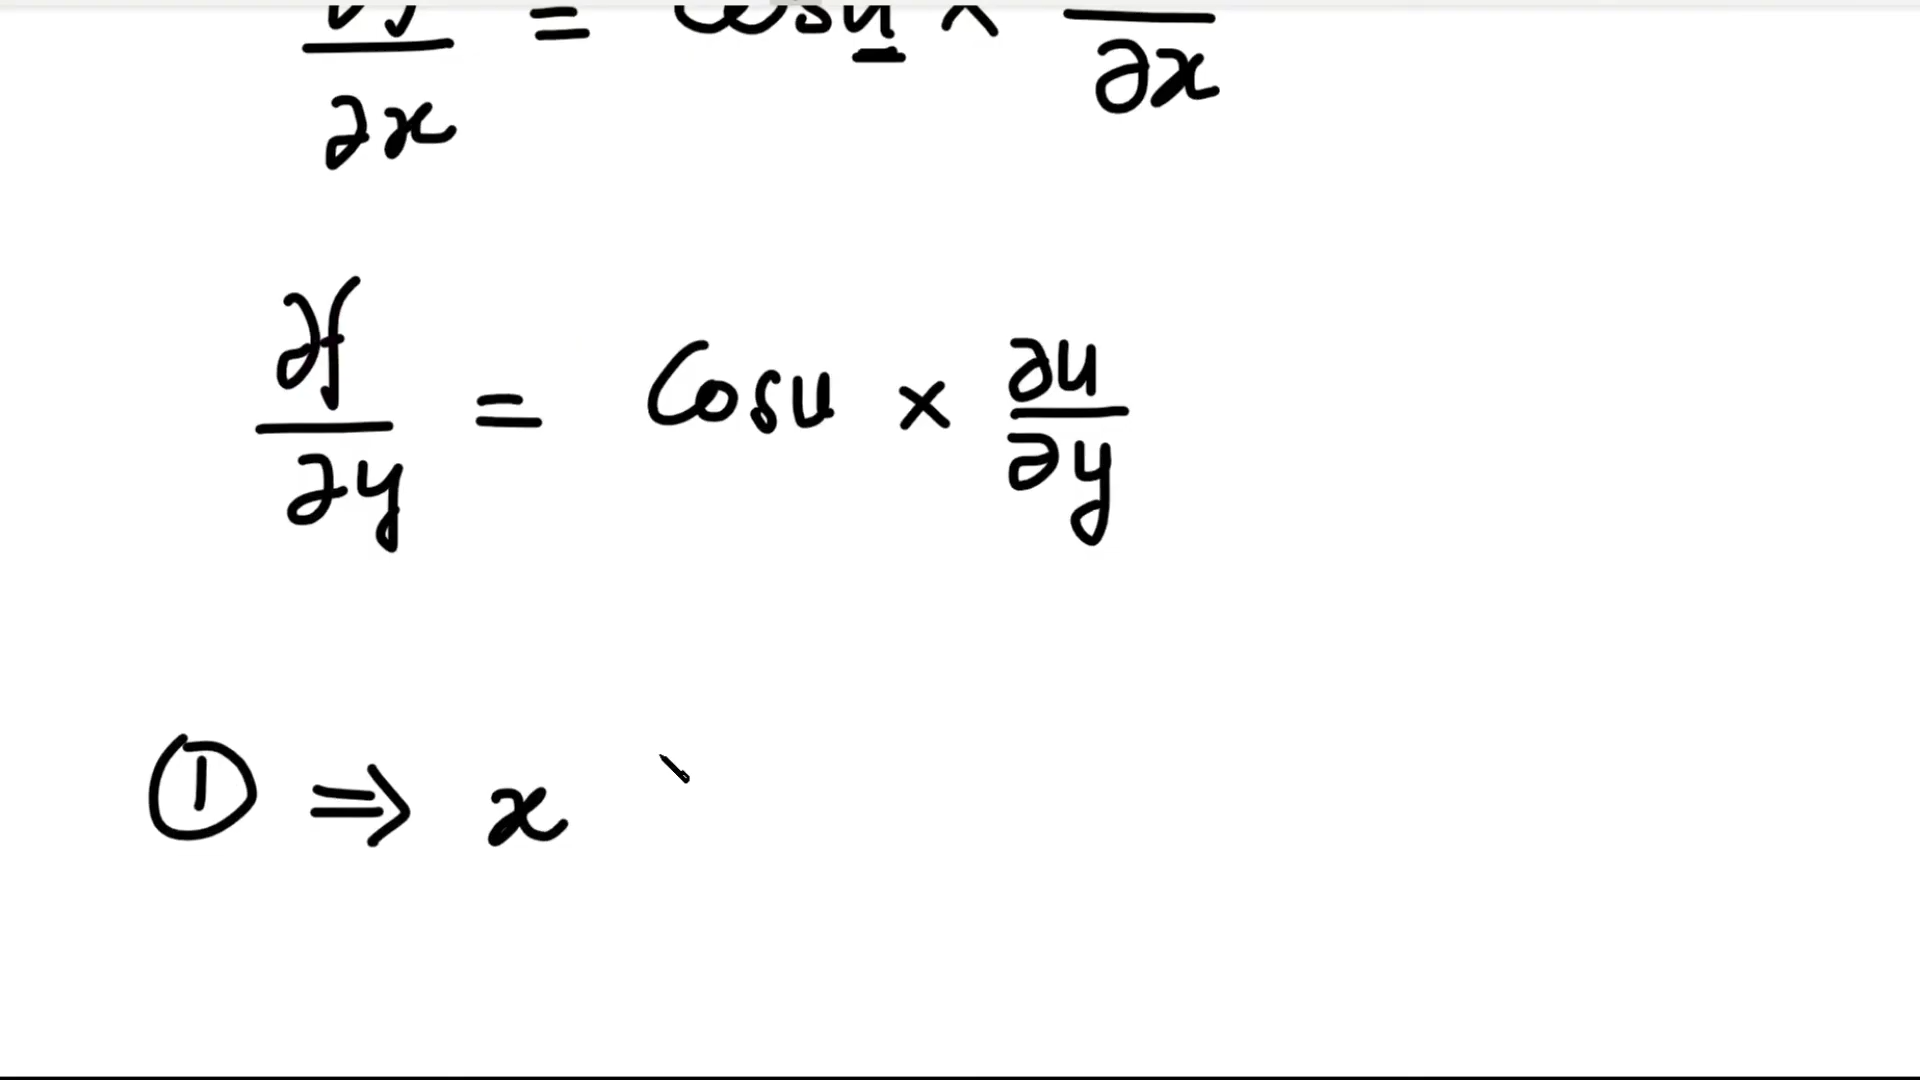 ∂x = Cosu × ∂x
∂f/∂y = Cosu × ∂u/∂y
① ⇒ x